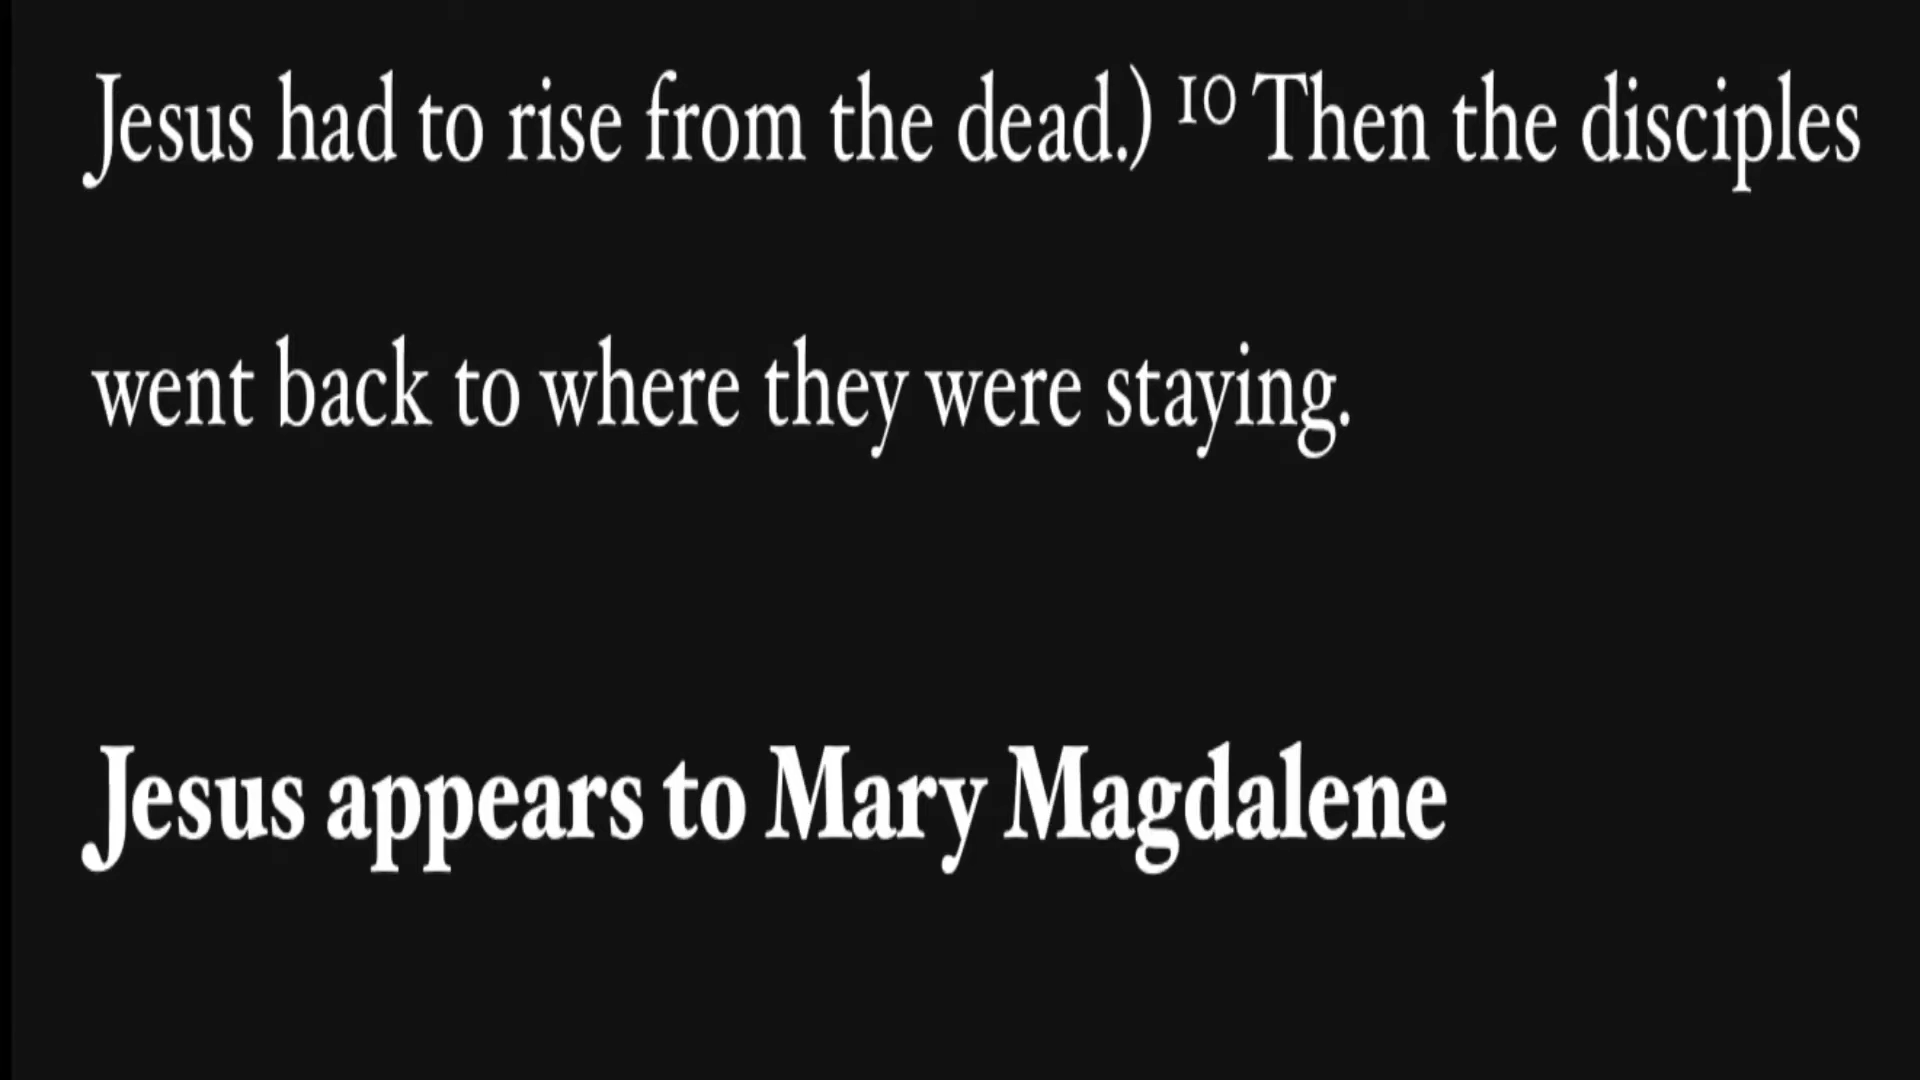 Jesus had to rise from the dead.) 10 Then the disciples
went back to where they were staying.
Jesus appears to Mary Magdalene